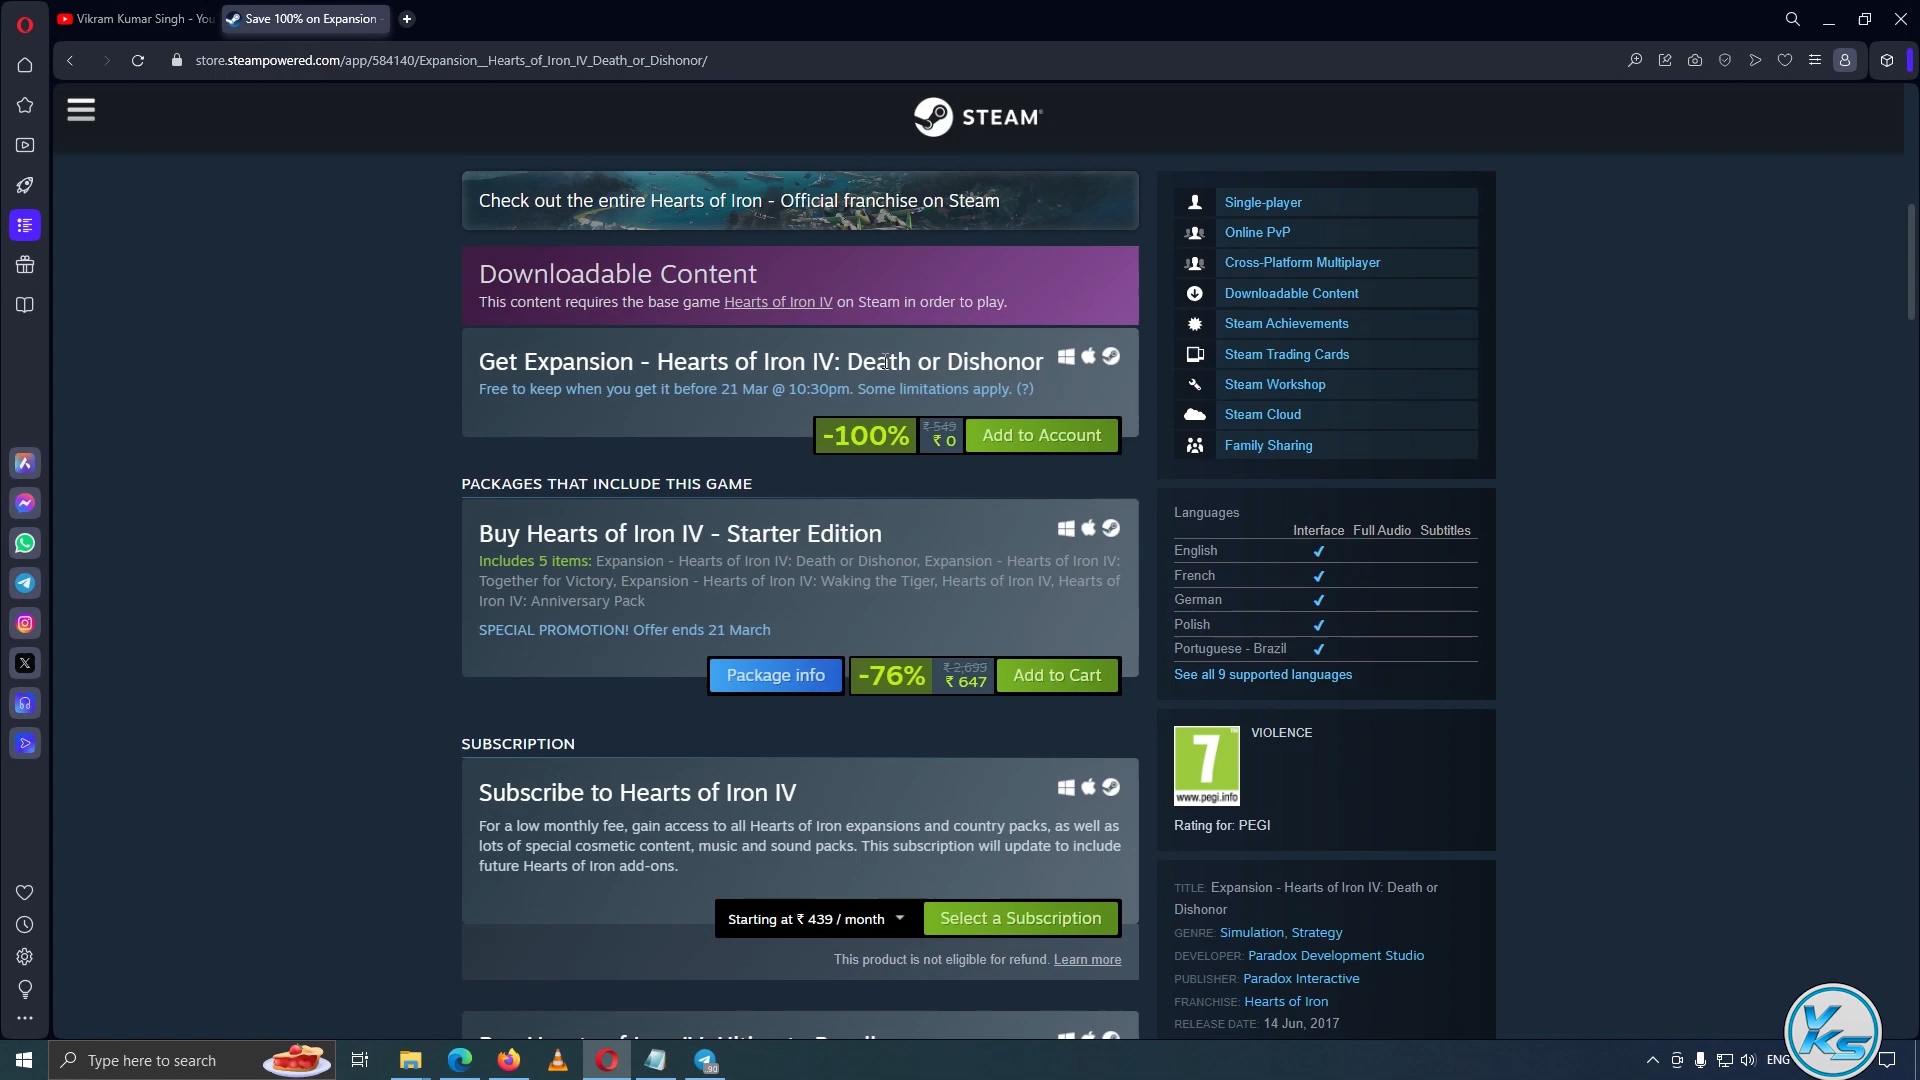 Vikram Kumar Singh - You
Save 100% on Expansion -
store.steampowered.com/app/584140/Expansion__Hearts_of_Iron_IV_Death_or_Dishonor/
STEAM
Check out the entire Hearts of Iron - Official franchise on Steam
Downloadable Content
This content requires the base game Hearts of Iron IV on Steam in order to play.
Get Expansion - Hearts of Iron IV: Death or Dishonor
Free to keep when you get it before 21 Mar @ 10:30pm. Some limitations apply. (?)
-100%
₹ 549
₹ 0
Add to Account
PACKAGES THAT INCLUDE THIS GAME
Buy Hearts of Iron IV - Starter Edition
Includes 5 items: Expansion - Hearts of Iron IV: Death or Dishonor, Expansion - Hearts of Iron IV:
Together for Victory, Expansion - Hearts of Iron IV: Waking the Tiger, Hearts of Iron IV, Hearts of
Iron IV: Anniversary Pack
SPECIAL PROMOTION! Offer ends 21 March
Package info
-76%
₹ 2,699
₹ 647
Add to Cart
SUBSCRIPTION
Subscribe to Hearts of Iron IV
For a low monthly fee, gain access to all Hearts of Iron expansions and country packs, as well as
lots of special cosmetic content, music and sound packs. This subscription will update to include
future Hearts of Iron add-ons.
Starting at ₹ 439 / month
Select a Subscription
This product is not eligible for refund. Learn more
Single-player
Online PvP
Cross-Platform Multiplayer
Downloadable Content
Steam Achievements
Steam Trading Cards
Steam Workshop
Steam Cloud
Family Sharing
Languages
Interface Full Audio Subtitles
English
French
German
Polish
Portuguese - Brazil
See all 9 supported languages
7
www.pegi.info
VIOLENCE
Rating for: PEGI
TITLE: Expansion - Hearts of Iron IV: Death or
Dishonor
GENRE: Simulation, Strategy
DEVELOPER: Paradox Development Studio
PUBLISHER: Paradox Interactive
FRANCHISE: Hearts of Iron
RELEASE DATE: 14 Jun, 2017
Type here to search
90
ENG
VKS